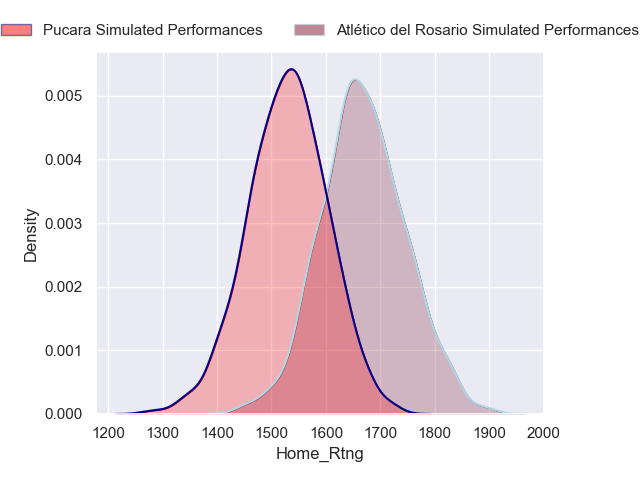 Pucara Simulated Performances Atlético del Rosario Simulated Performances
0.005
0.004
0.003
0.002
0.001
0.000
Density
1200 1300 1400 1500 1600 1700 1800 1900 2000
Home_Rtng